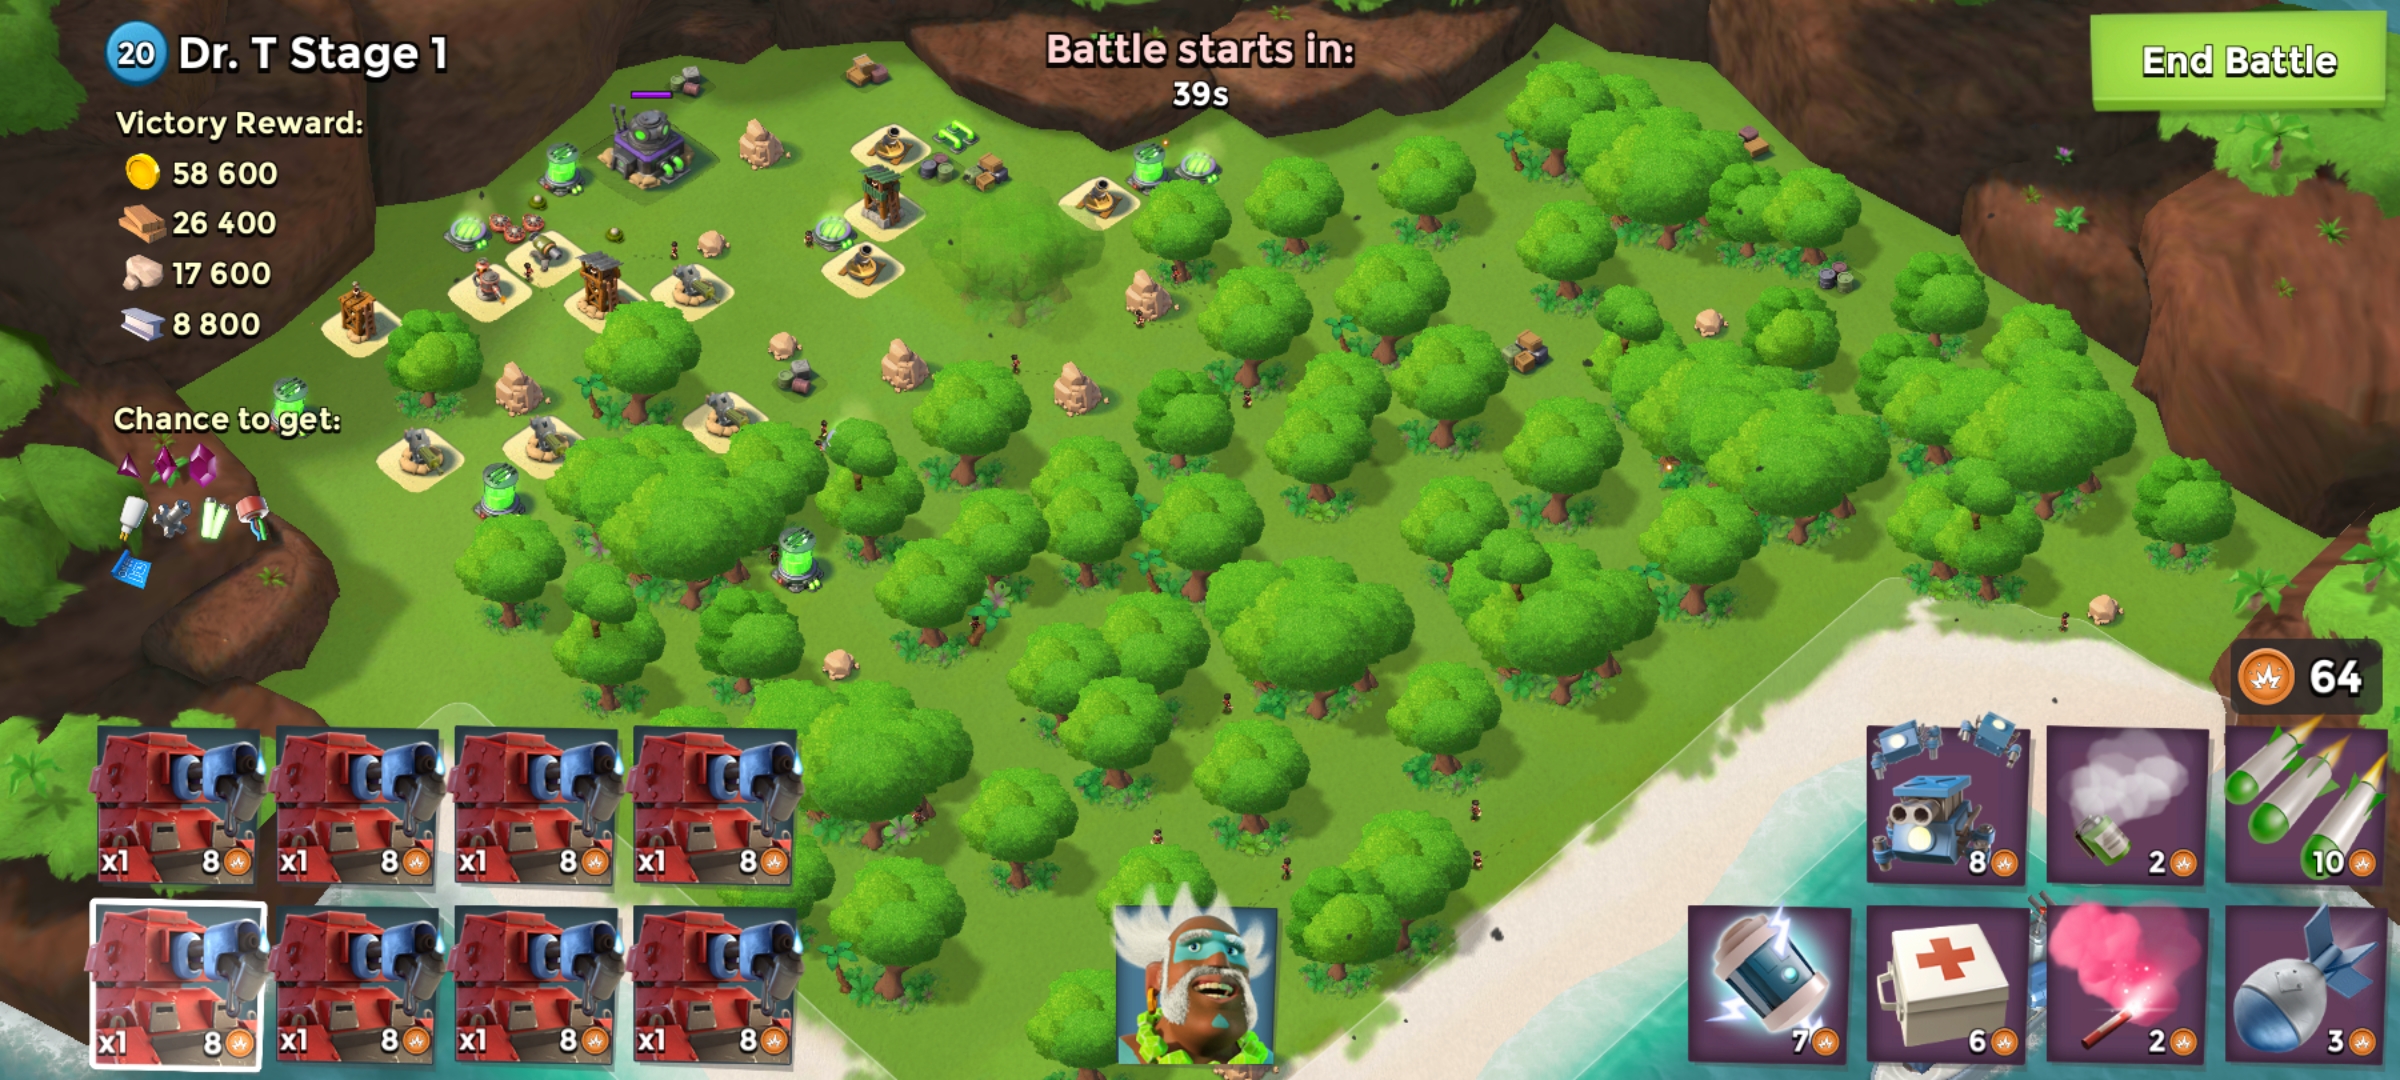 20 Dr. T Stage 1
Battle starts in:
39s
End Battle
Victory Reward:
58 600
26 400
17 600
8 800
Chance to get:
64
x1 8 x1 8 x1 8 x1 8
8 2 10
x1 8 x1 8 x1 8 x1 8
7 6 2 3